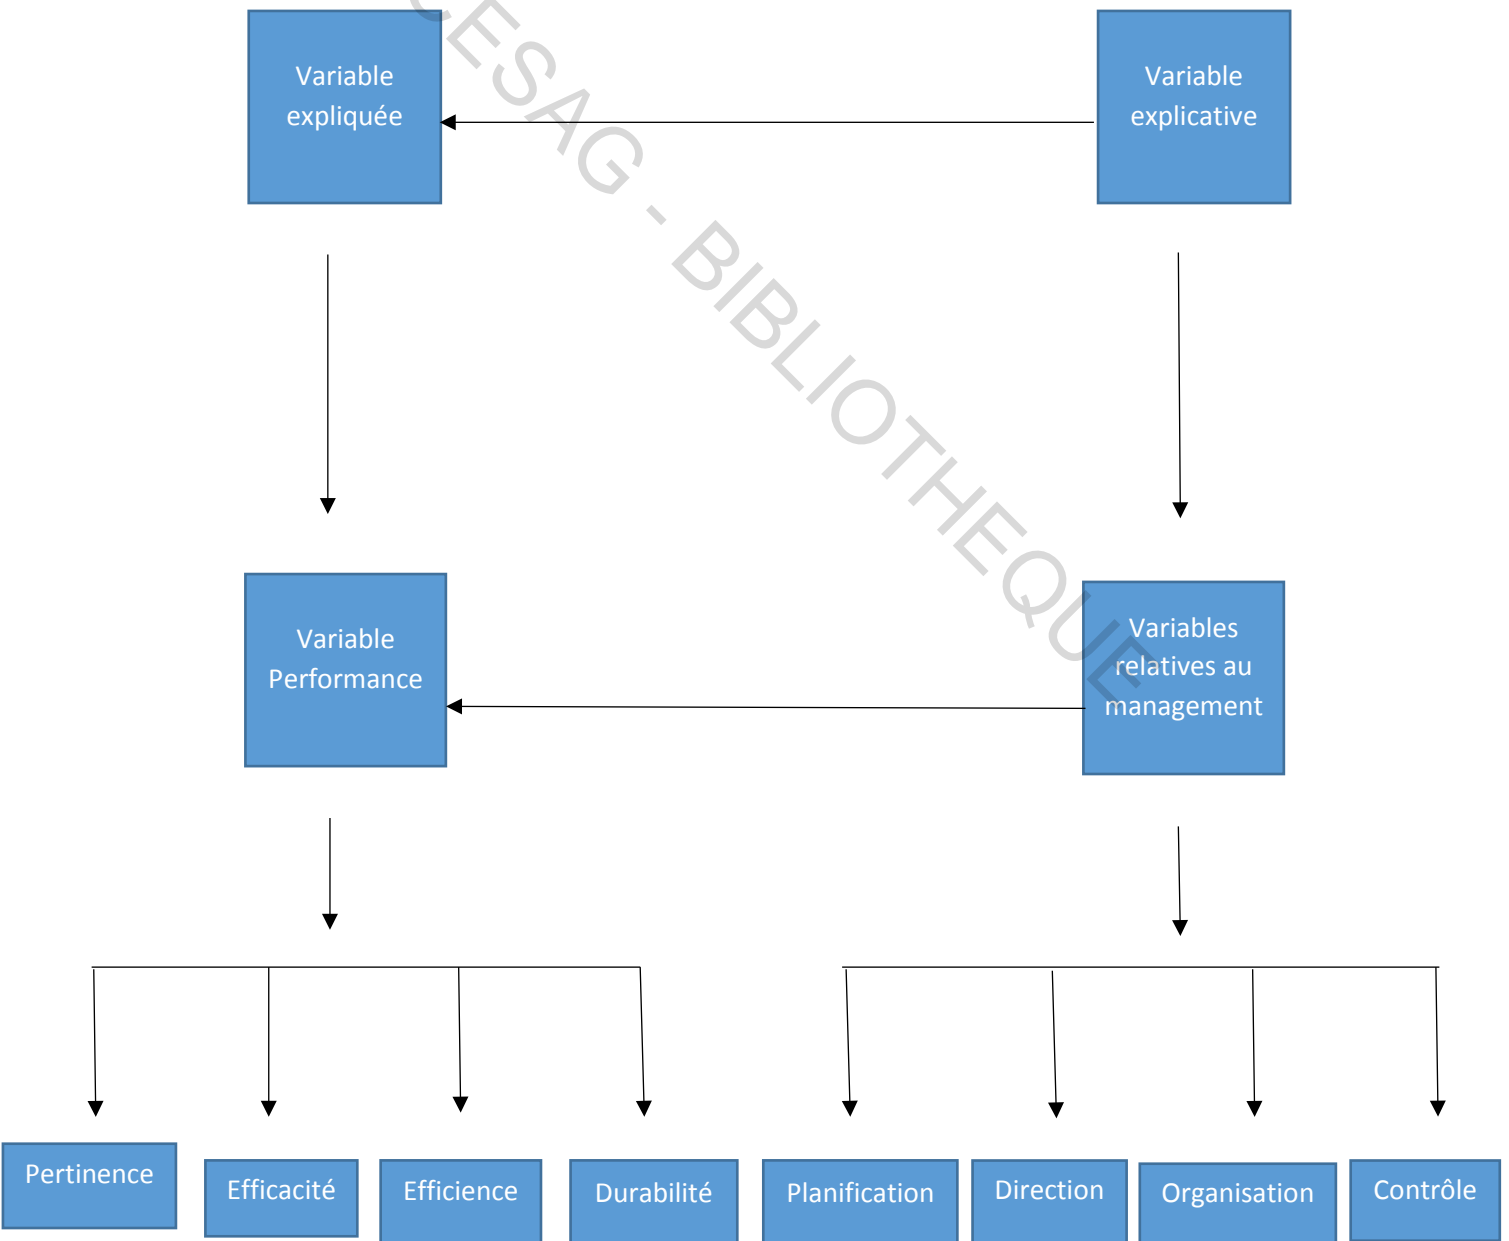 Variable
expliquée
Variable
explicative
CESAG - BIBLIOTHEQUE
Variable
Performance
Variables
relatives au
management
Pertinence
Efficacité
Efficience
Durabilité
Planification
Direction
Organisation
Contrôle